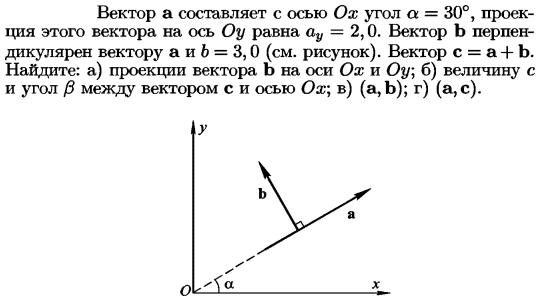 Вектор a составляет с осью Ox угол α = 30°, проек-
ция этого вектора на ось Oy равна a_y = 2,0. Вектор b перпен-
дикулярен вектору a и b = 3,0 (см. рисунок). Вектор c = a + b.
Найдите: а) проекции вектора b на оси Ox и Oy; б) величину c
и угол β между вектором c и осью Ox; в) (a, b); г) (a, c).
y
b
a
O
α
x